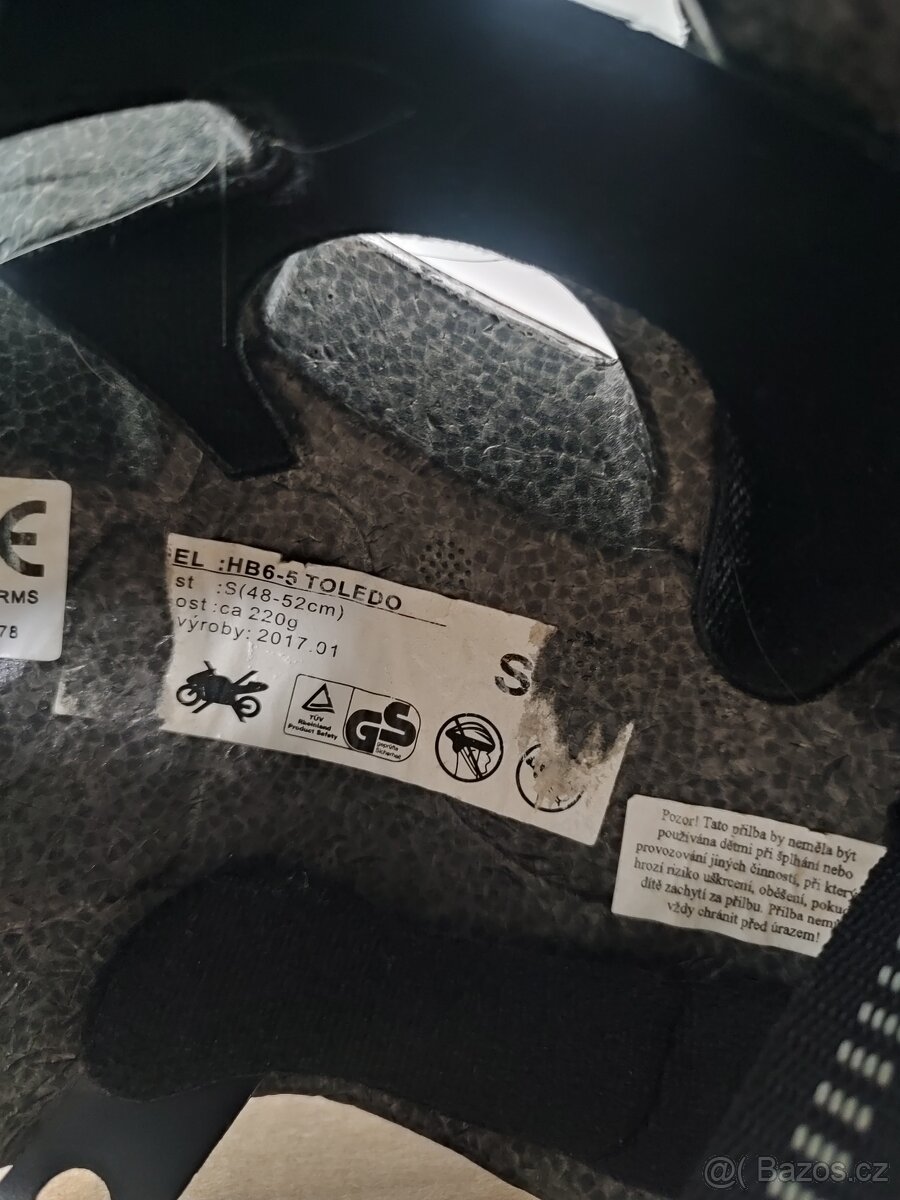 CE
RMS
78
EL :HB6-5 TOLEDO
st :S(48-52cm)
ost :ca 220g
výroby: 2017.01
S
TÜV
Rheinland
Product Safety
GS
geprüfte
Sicherheit
Pozor! Tato přilba by neměla být
používána dětmi při šplhání nebo
provozování jiných činností, při který
hrozí riziko uškrcení, oběšení, pokud
dítě zachytí za přilbu. Přilba nem
vždy chránit před úrazem!
@( Bazos.cz